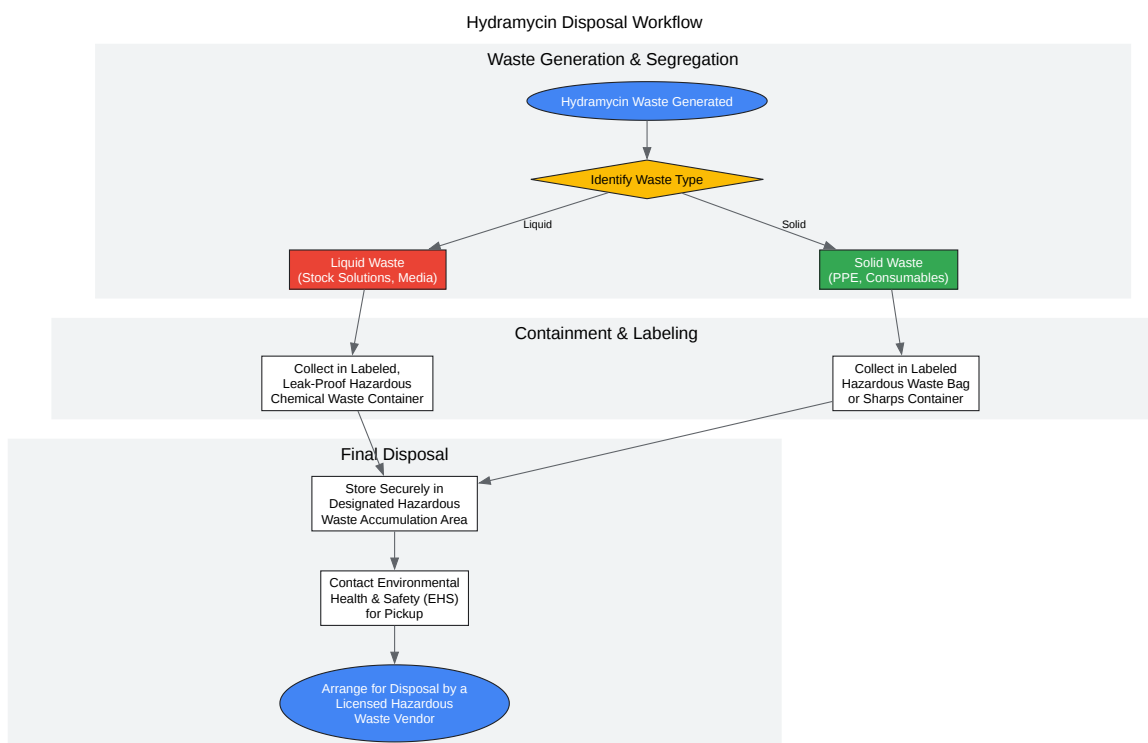 Hydramycin Disposal Workflow
Waste Generation & Segregation
Hydramycin Waste Generated
Identify Waste Type
Liquid
Solid
Liquid Waste
(Stock Solutions, Media)
Solid Waste
(PPE, Consumables)
Containment & Labeling
Collect in Labeled,
Leak-Proof Hazardous
Chemical Waste Container
Collect in Labeled
Hazardous Waste Bag
or Sharps Container
Final Disposal
Store Securely in
Designated Hazardous
Waste Accumulation Area
Contact Environmental
Health & Safety (EHS)
for Pickup
Arrange for Disposal by a
Licensed Hazardous
Waste Vendor